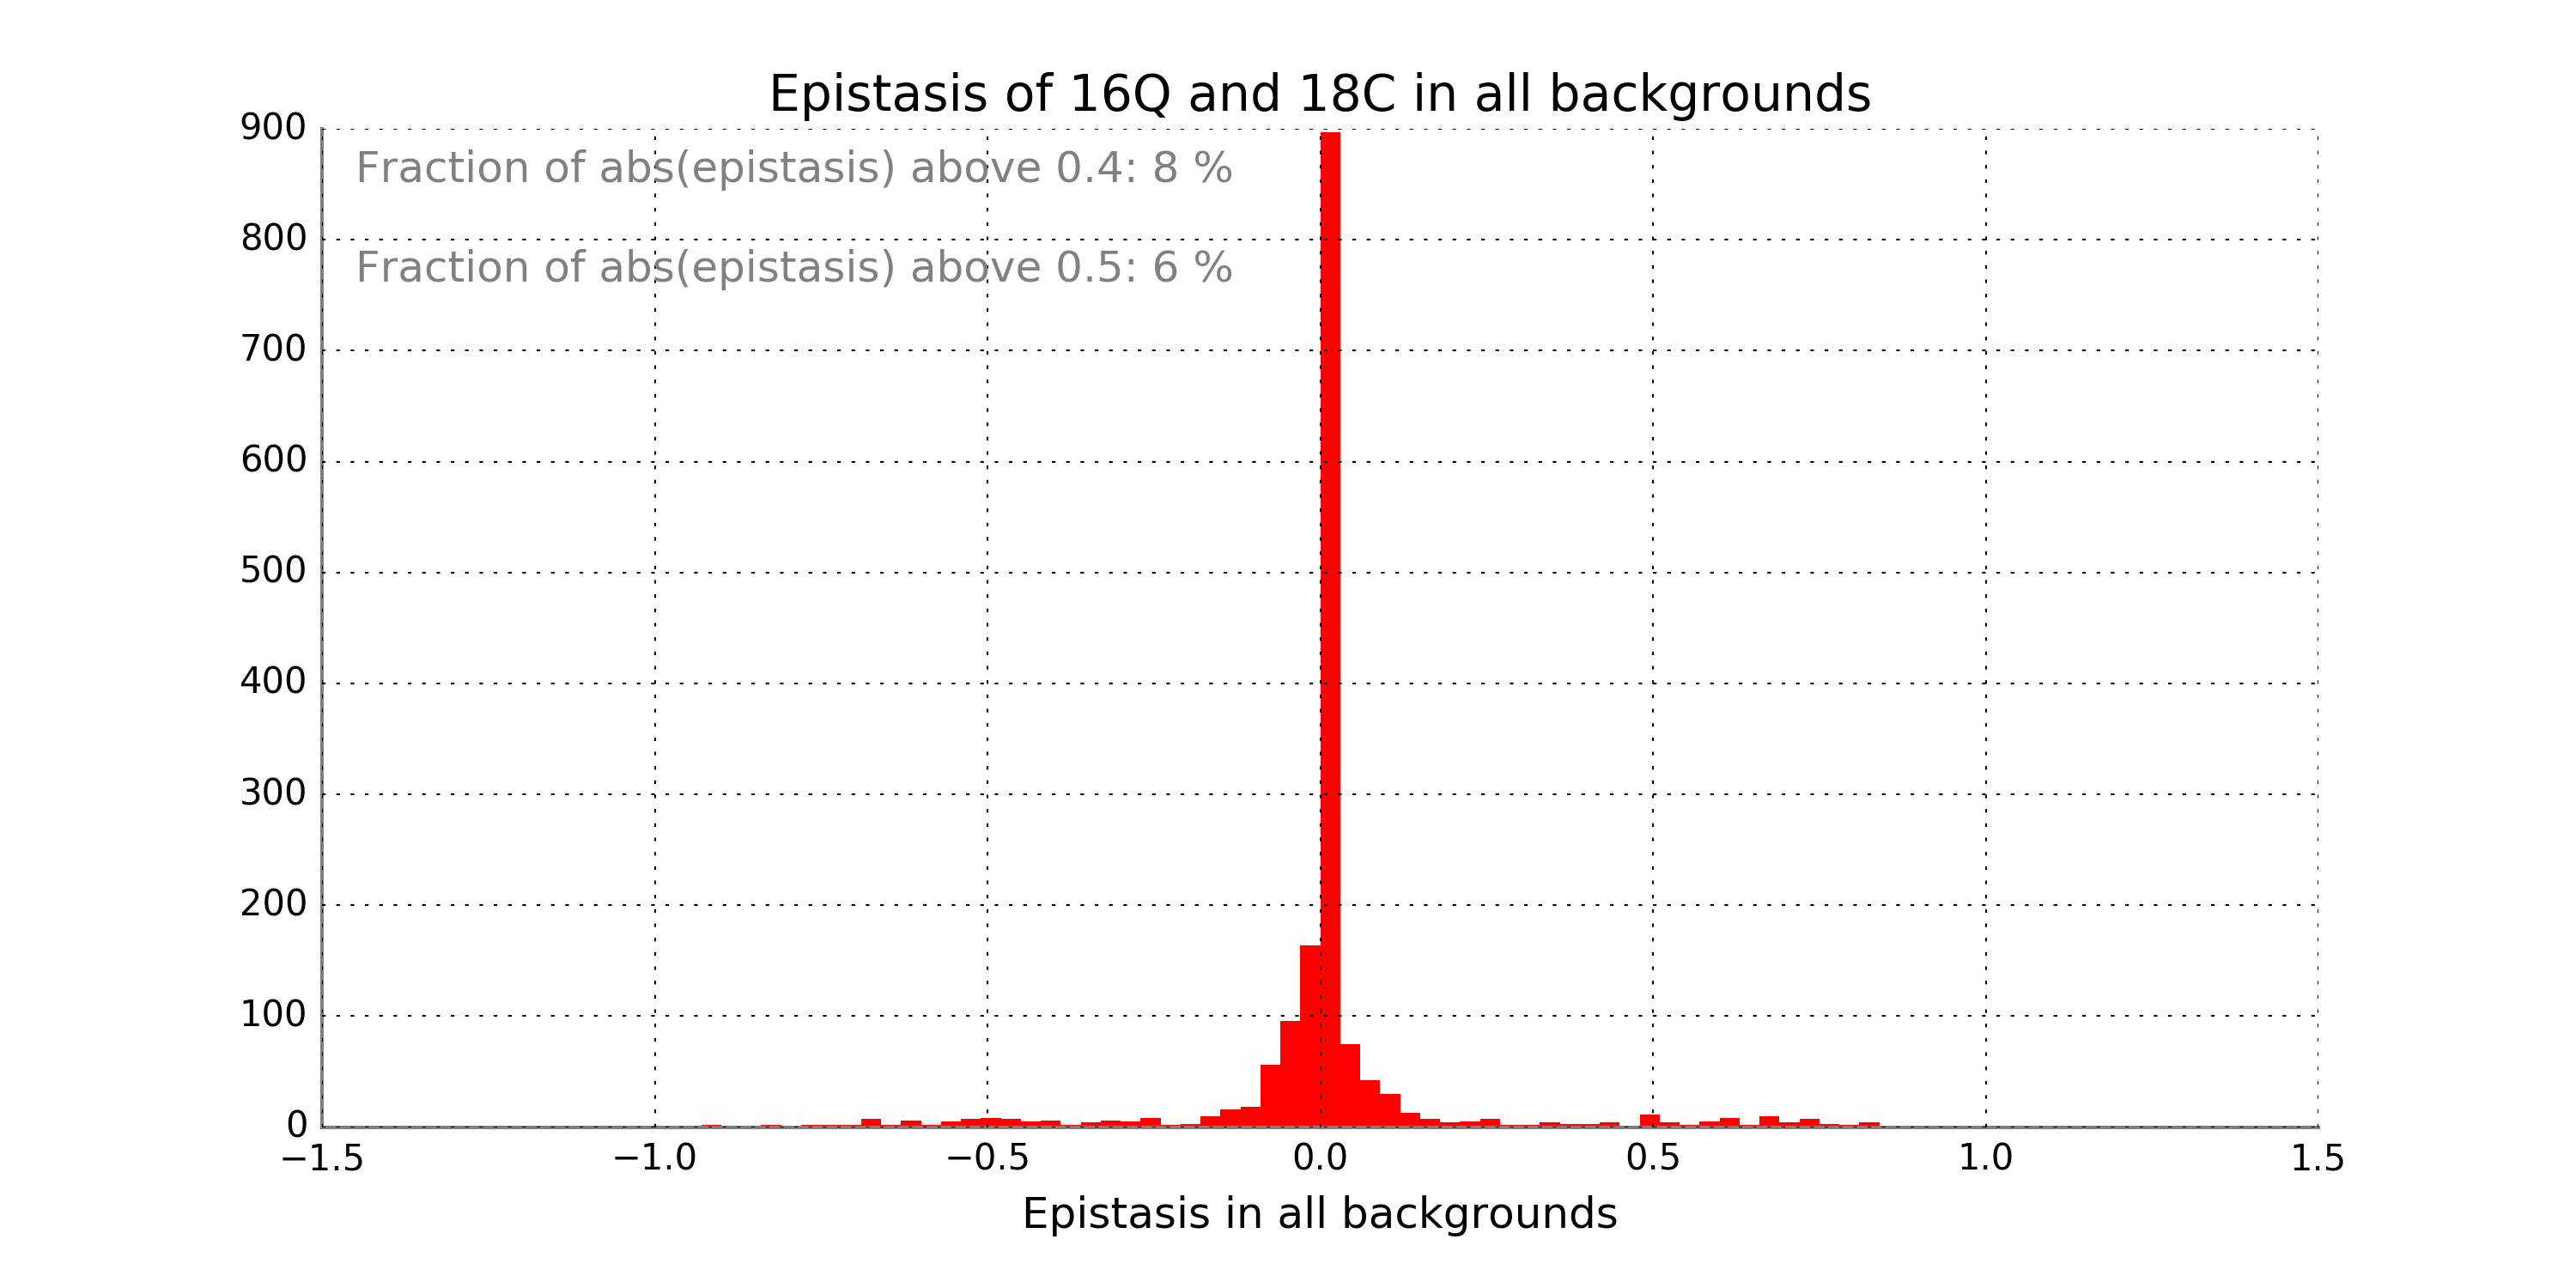 Epistasis of 16Q and 18C in all backgrounds
900
Fraction of abs(epistasis) above 0.4: 8 %
800
Fraction of abs(epistasis) above 0.5: 6 %
700
600
500
400
300
200
100
0
−1.5 −1.0 −0.5 0.0 0.5 1.0 1.5
Epistasis in all backgrounds